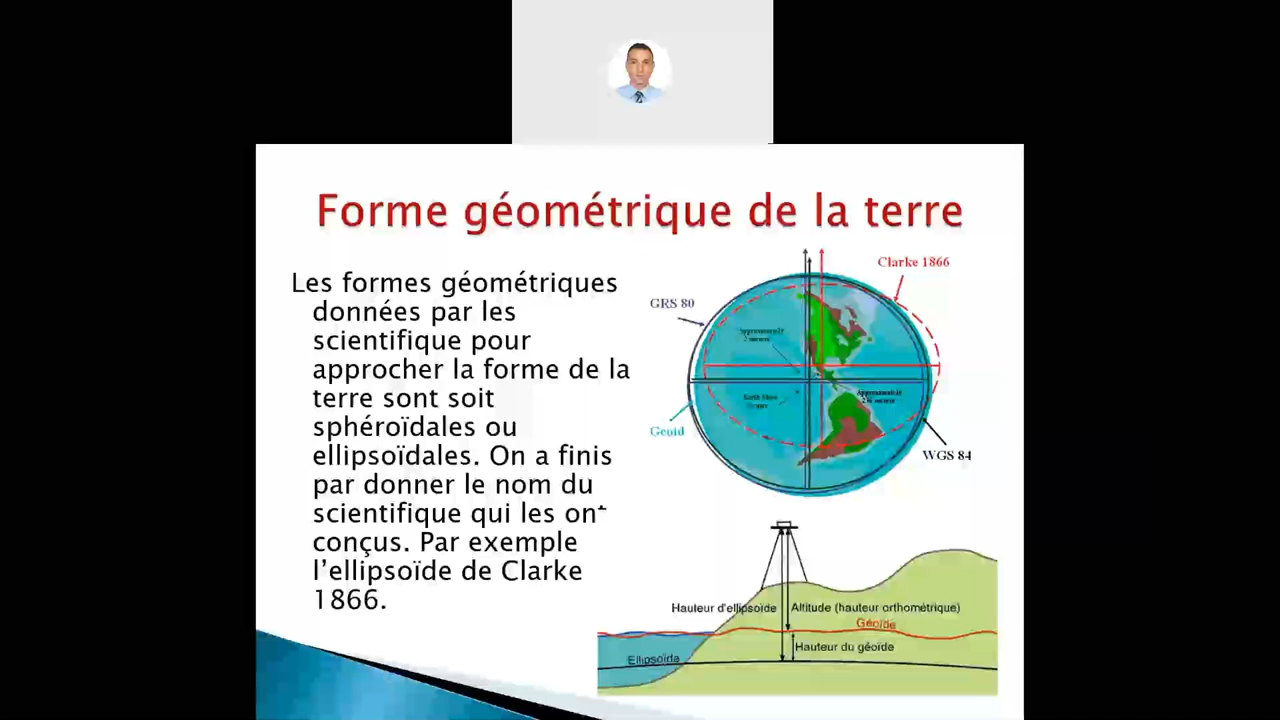 Forme géométrique de la terre
Les formes géométriques
données par les
scientifique pour
approcher la forme de la
terre sont soit
sphéroïdales ou
ellipsoïdales. On a finis
par donner le nom du
scientifique qui les ont
conçus. Par exemple
l’ellipsoïde de Clarke
1866.
Clarke 1866
GRS 80
Approximately
Geoid
WGS 84
Hauteur d'ellipsoïde
Altitude (hauteur orthométrique)
Géoïde
Hauteur du géoïde
Ellipsoïda